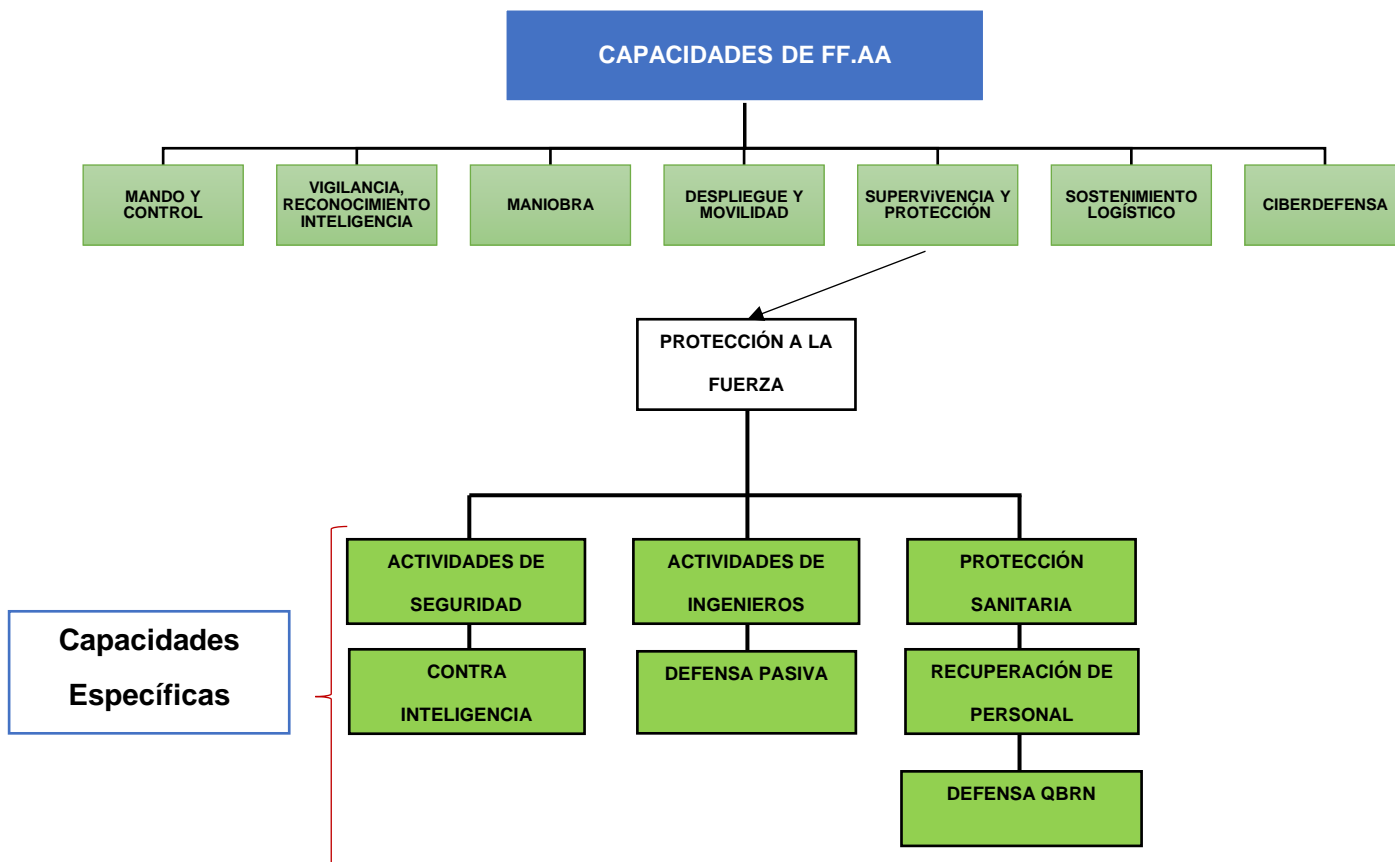 CAPACIDADES DE FF.AA
MANDO Y
CONTROL
VIGILANCIA,
RECONOCIMIENTO
INTELIGENCIA
MANIOBRA
DESPLIEGUE Y
MOVILIDAD
SUPERViVENCIA Y
PROTECCIÓN
SOSTENIMIENTO
LOGÍSTICO
CIBERDEFENSA
PROTECCIÓN A LA
FUERZA
Capacidades
Específicas
ACTIVIDADES DE
SEGURIDAD
ACTIVIDADES DE
INGENIEROS
PROTECCIÓN
SANITARIA
CONTRA
INTELIGENCIA
DEFENSA PASIVA
RECUPERACIÓN DE
PERSONAL
DEFENSA QBRN